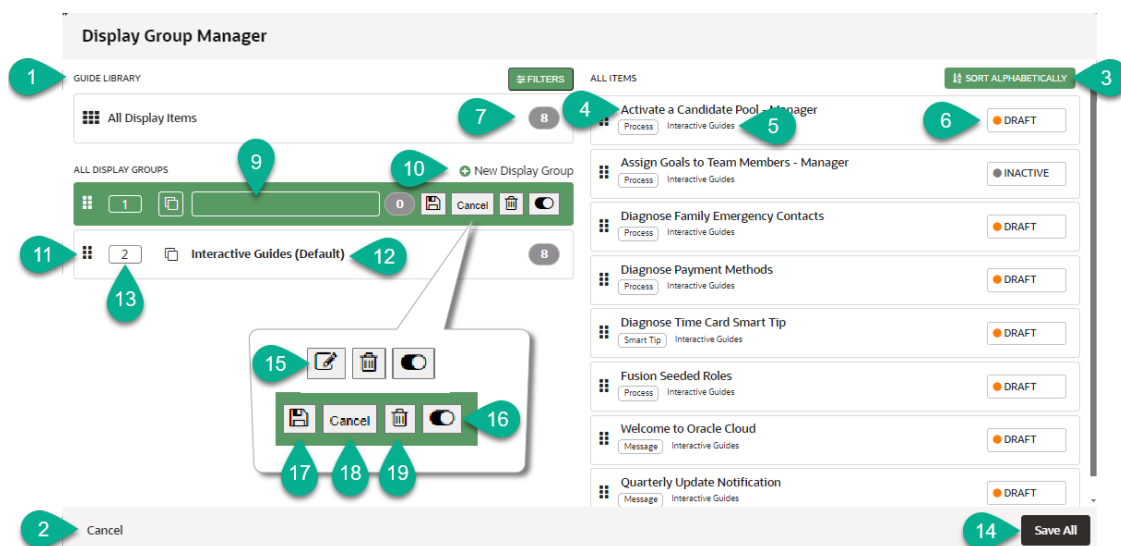 Display Group Manager
1 GUIDE LIBRARY FILTERS ALL ITEMS SORT ALPHABETICALLY 3
All Display Items 7 8
4 Activate a Candidate Pool - Manager
Process Interactive Guides 5 6 DRAFT
ALL DISPLAY GROUPS 9 10 New Display Group
1 0 Cancel
11 2 Interactive Guides (Default) 12 8
13
Assign Goals to Team Members - Manager
Process Interactive Guides INACTIVE
Diagnose Family Emergency Contacts
Process Interactive Guides DRAFT
Diagnose Payment Methods
Process Interactive Guides DRAFT
Diagnose Time Card Smart Tip
Smart Tip Interactive Guides DRAFT
Fusion Seeded Roles
Process Interactive Guides DRAFT
Welcome to Oracle Cloud
Message Interactive Guides DRAFT
Quarterly Update Notification
Message Interactive Guides DRAFT
15
Cancel 16
17 18 19
2 Cancel 14 Save All